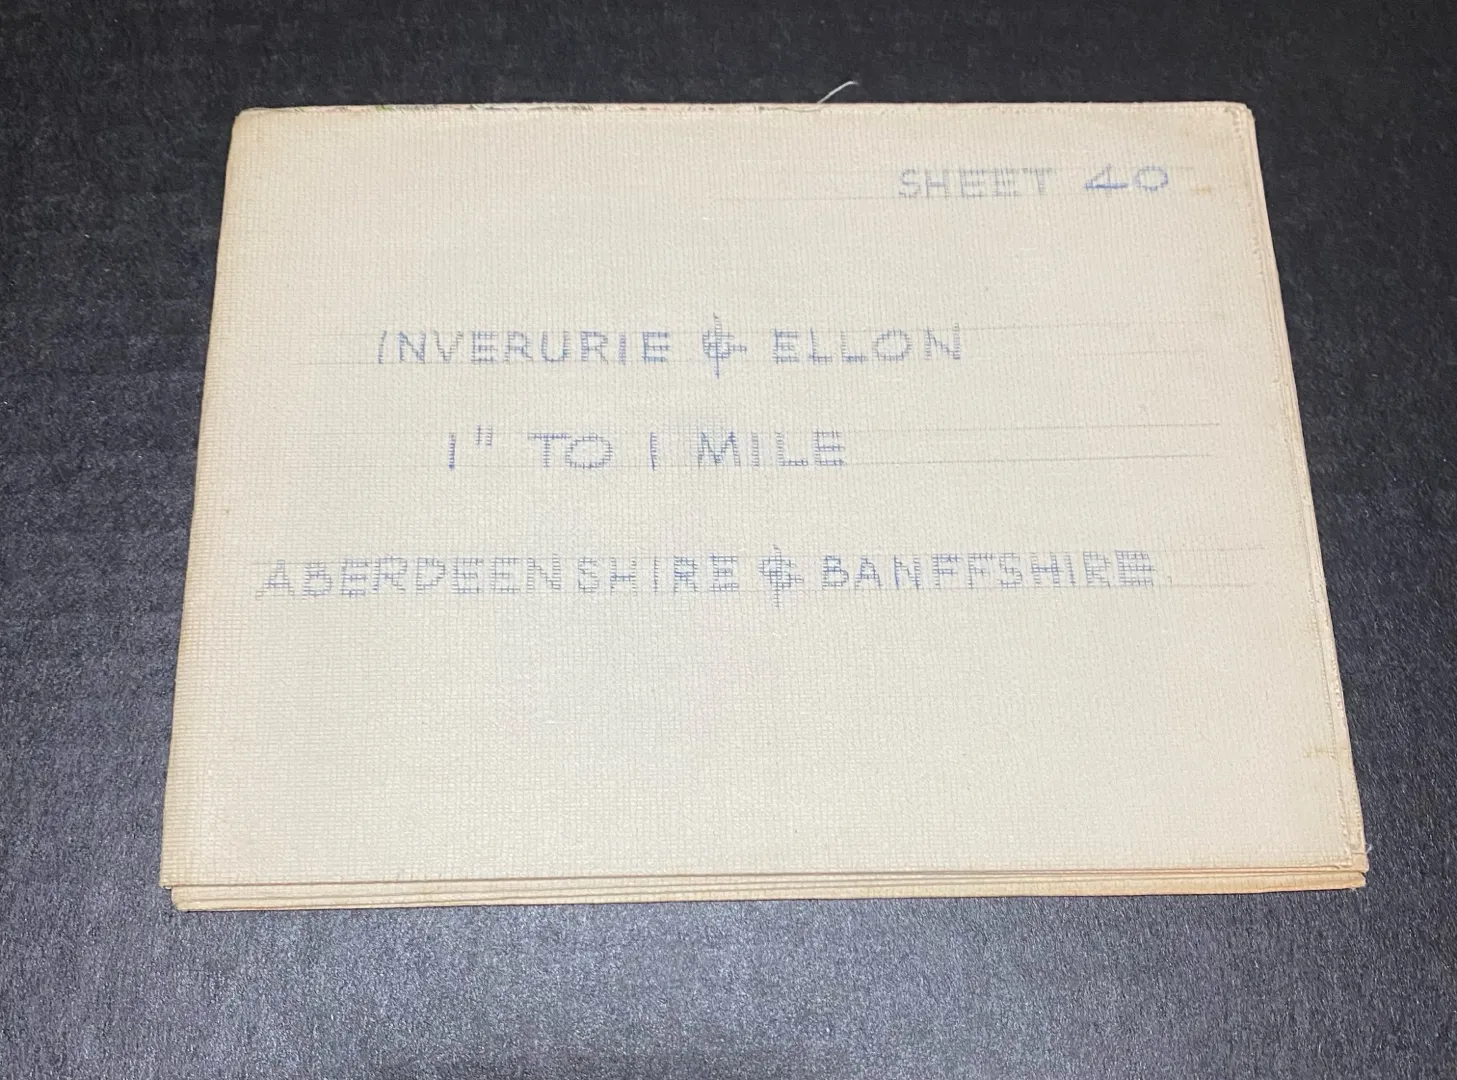 SHEET 40
INVERURIE & ELLON
1" TO 1 MILE
ABERDEENSHIRE & BANFFSHIRE.